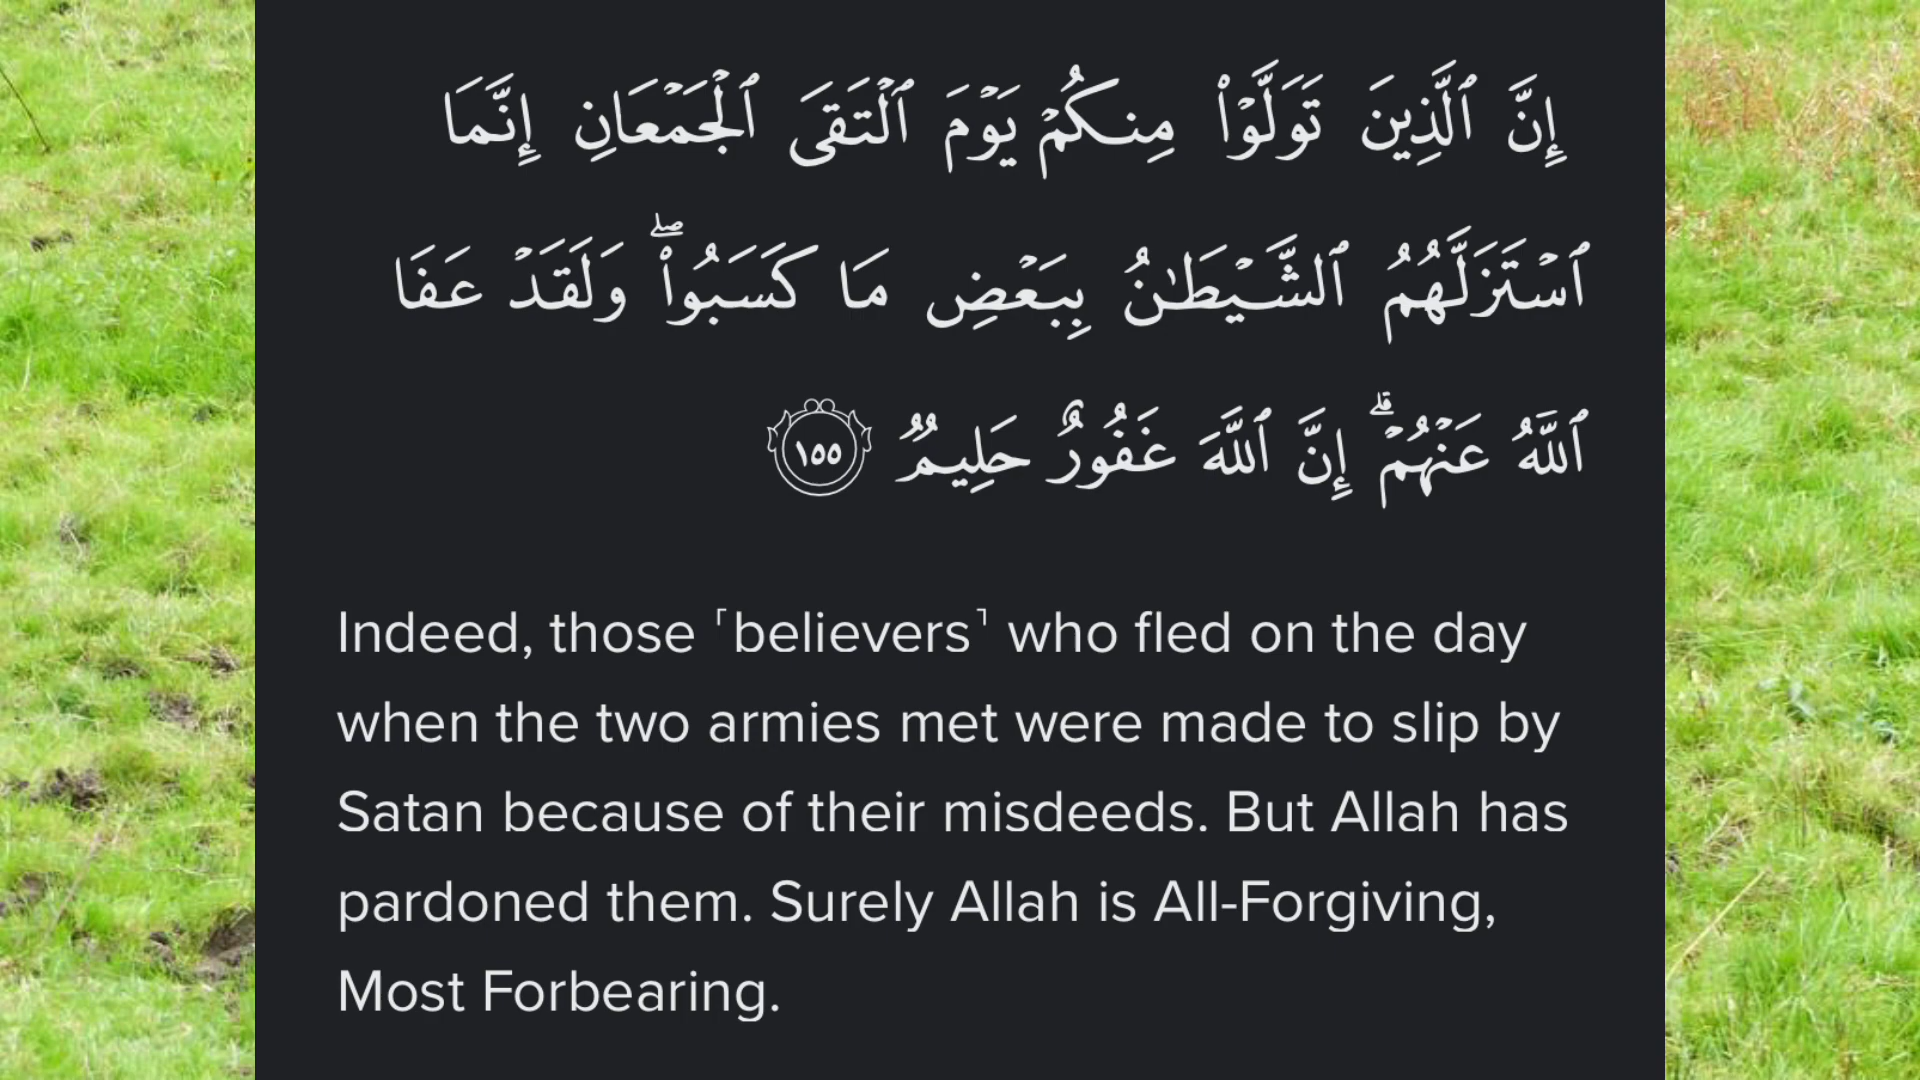 إِنَّ ٱلَّذِينَ تَوَلَّوْا۟ مِنكُمْ يَوْمَ ٱلْتَقَى ٱلْجَمْعَانِ إِنَّمَا
ٱسْتَزَلَّهُمُ ٱلشَّيْطَـٰنُ بِبَعْضِ مَا كَسَبُوا۟ ۖ وَلَقَدْ عَفَا
ٱللَّهُ عَنْهُمْ ۗ إِنَّ ٱللَّهَ غَفُورٌ حَلِيمٌۭ ١٥٥
Indeed, those ˹believers˺ who fled on the day
when the two armies met were made to slip by
Satan because of their misdeeds. But Allah has
pardoned them. Surely Allah is All-Forgiving,
Most Forbearing.